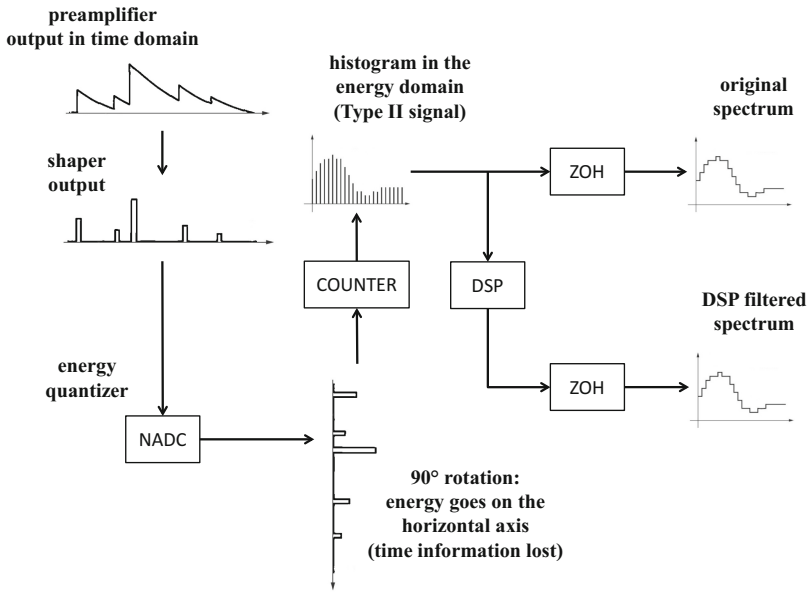 preamplifier
output in time domain
shaper
output
energy
quantizer
NADC
90° rotation:
energy goes on the
horizontal axis
(time information lost)
COUNTER
histogram in the
energy domain
(Type II signal)
ZOH
original
spectrum
DSP
ZOH
DSP filtered
spectrum